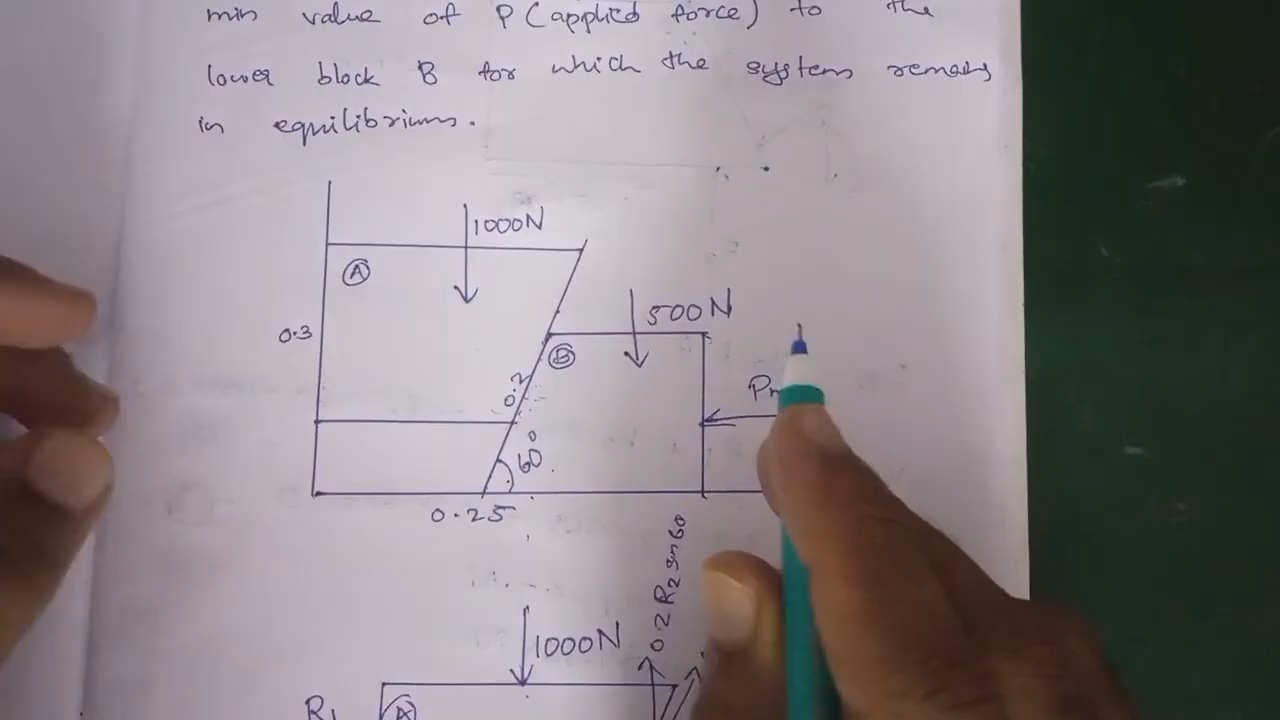 min value of P (applied force) to the
lower block B for which the system remains
in equilibrium.
1000N
A
500N
0.3
B
0.2
60°
0.25
0.2 R2 sin60
1000N
R1
A